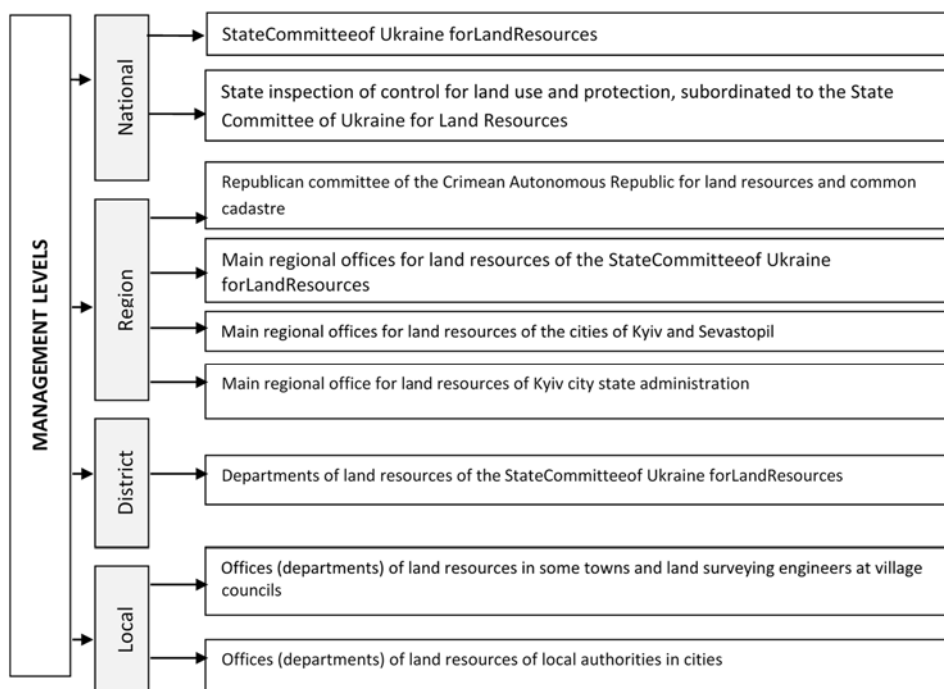 MANAGEMENT LEVELS
National
StateCommitteeof Ukraine forLandResources
State inspection of control for land use and protection, subordinated to the State
Committee of Ukraine for Land Resources
Region
Republican committee of the Crimean Autonomous Republic for land resources and common
cadastre
Main regional offices for land resources of the StateCommitteeof Ukraine
forLandResources
Main regional offices for land resources of the cities of Kyiv and Sevastopil
Main regional office for land resources of Kyiv city state administration
District
Departments of land resources of the StateCommitteeof Ukraine forLandResources
Local
Offices (departments) of land resources in some towns and land surveying engineers at village
councils
Offices (departments) of land resources of local authorities in cities